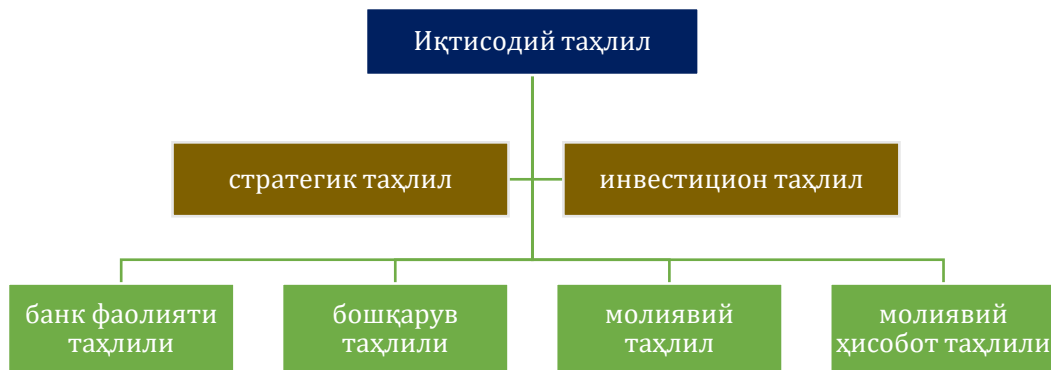 Иқтисодий таҳлил
стратегик таҳлил
инвестицион таҳлил
банк фаолияти
таҳлили
бошқарув
таҳлили
молиявий
таҳлил
молиявий
ҳисобот таҳлили